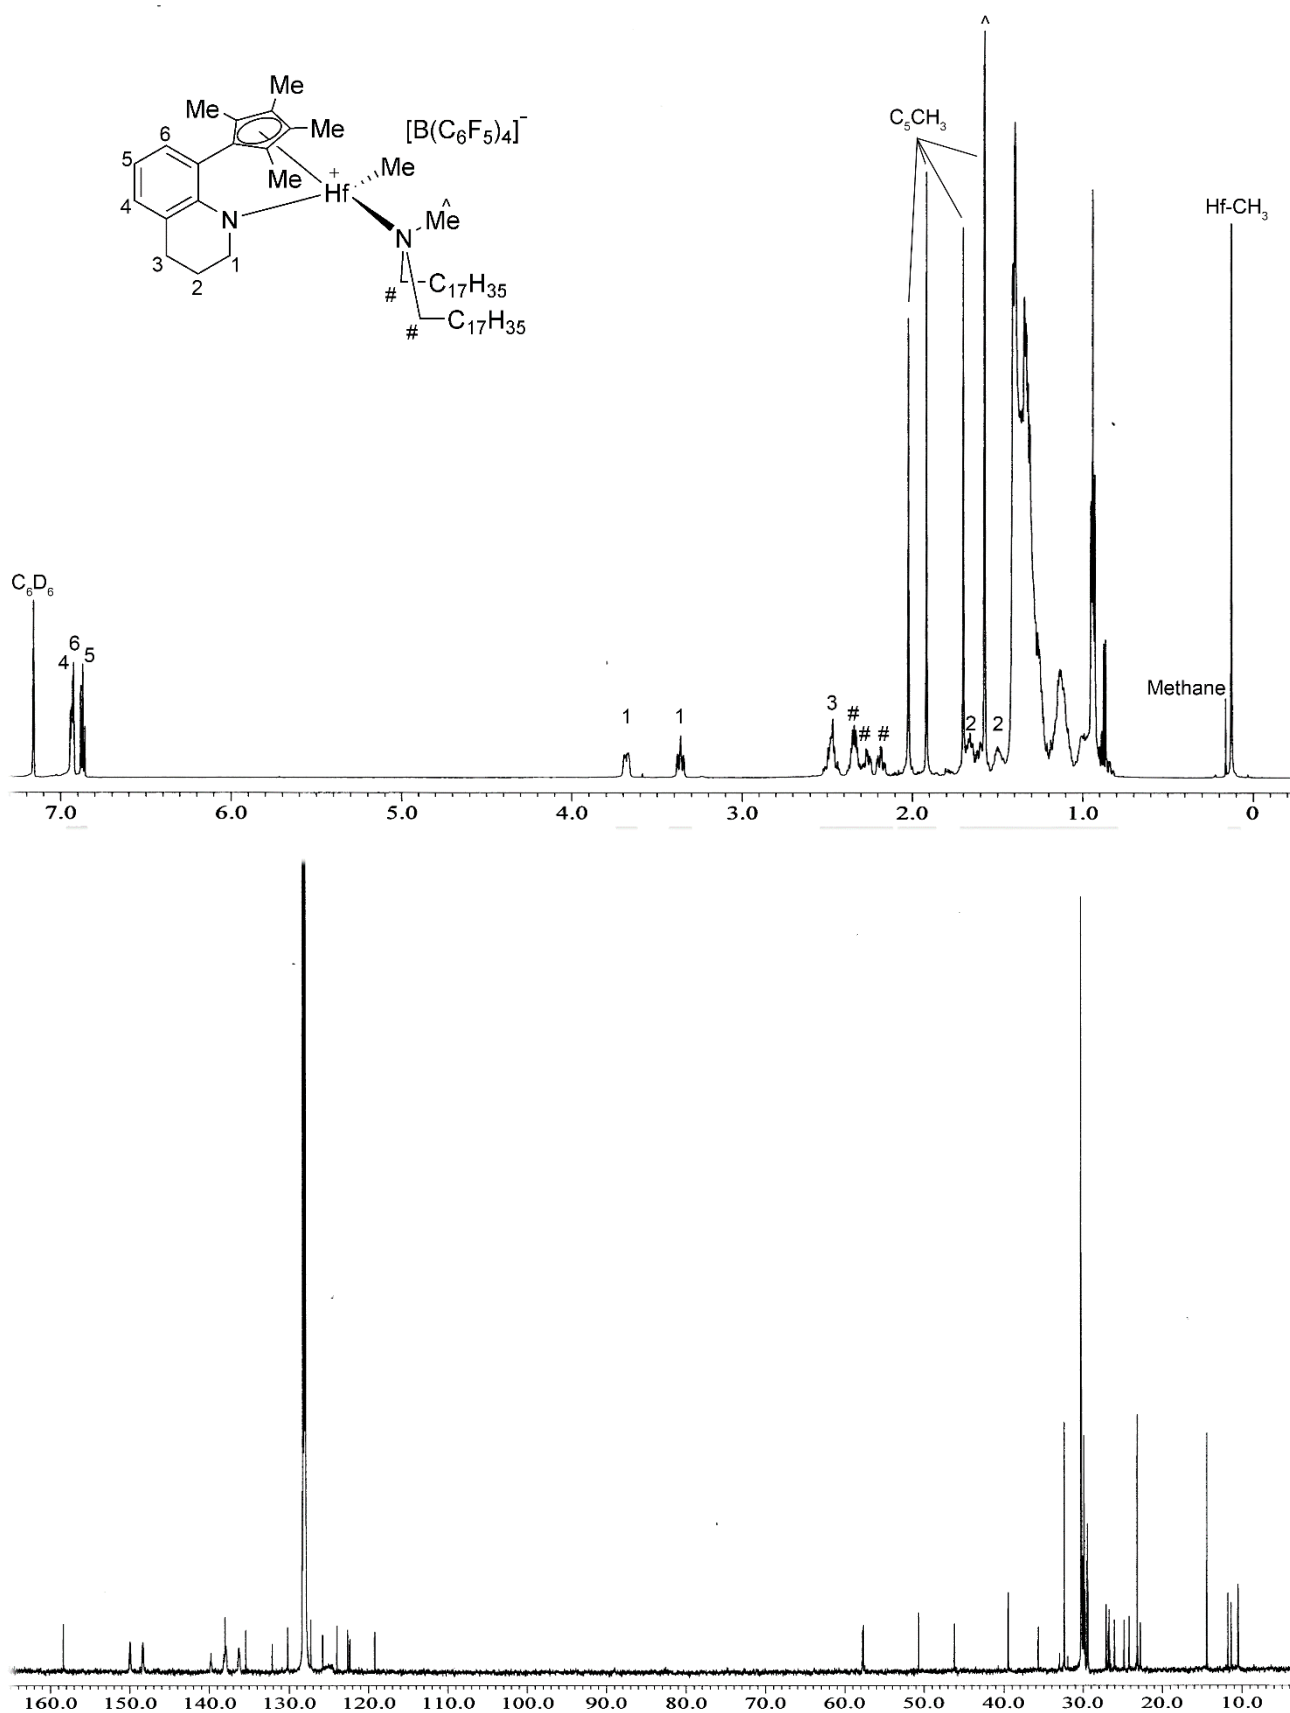 ^
Me
Me
C₅CH₃
6
Me
[B(C₆F₅)₄]⁻
5
Me
Me
+
Hf
4
N
Me^
N
3
1
2
C₁₇H₃₅
#
C₁₇H₃₅
#
Hf-CH₃
C₆D₆
6
4
5
1
1
3
#
#
#
2
2
Methane
7.0 6.0 5.0 4.0 3.0 2.0 1.0 0
160.0 150.0 140.0 130.0 120.0 110.0 100.0 90.0 80.0 70.0 60.0 50.0 40.0 30.0 20.0 10.0